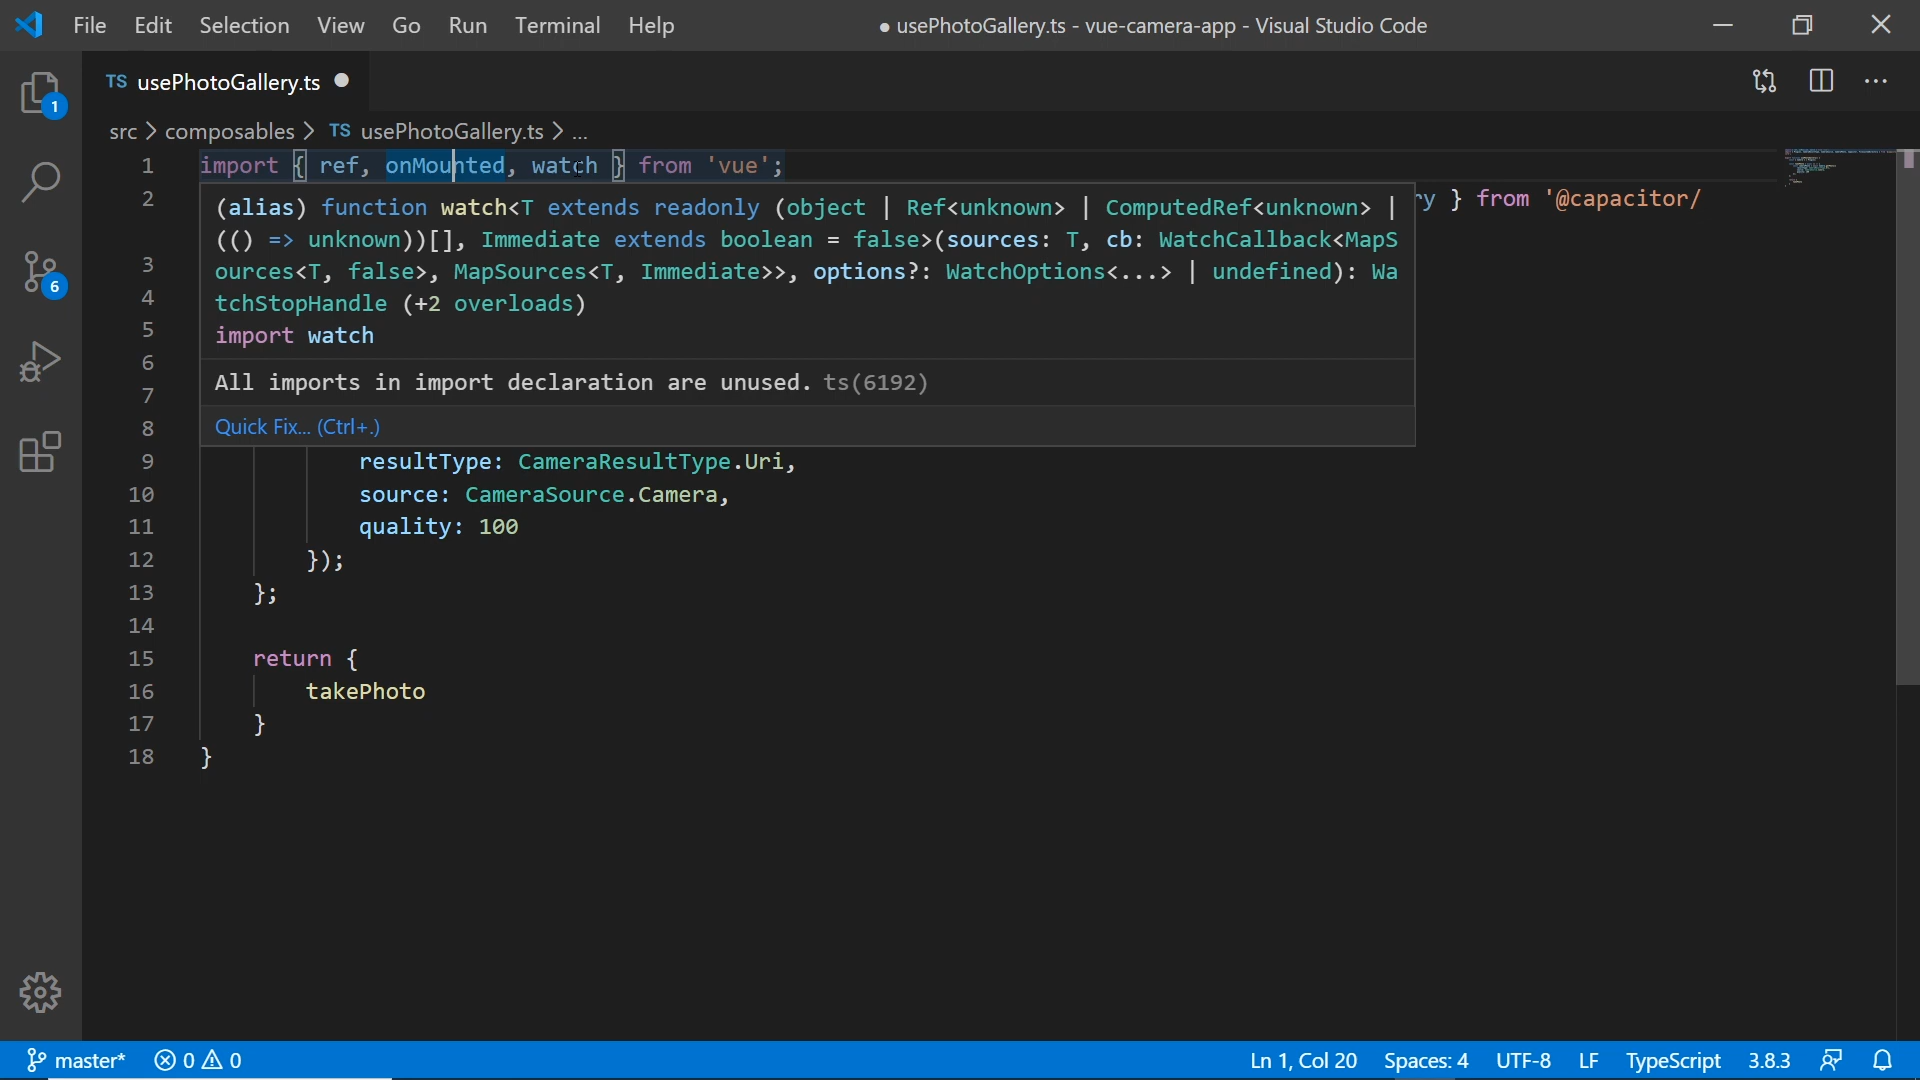 File Edit Selection View Go Run Terminal Help
● usePhotoGallery.ts - vue-camera-app - Visual Studio Code
TS usePhotoGallery.ts ●
src > composables > TS usePhotoGallery.ts > ...
1
6
1 import { ref, onMounted, watch } from 'vue';
2 ry } from '@capacitor/
(alias) function watch<T extends readonly (object | Ref<unknown> | ComputedRef<unknown> |
(() => unknown))[], Immediate extends boolean = false>(sources: T, cb: WatchCallback<MapS
ources<T, false>, MapSources<T, Immediate>>, options?: WatchOptions<...> | undefined): Wa
tchStopHandle (+2 overloads)
import watch
All imports in import declaration are unused. ts(6192)
Quick Fix... (Ctrl+.)
3
4
5
6
7
8
9 resultType: CameraResultType.Uri,
10 source: CameraSource.Camera,
11 quality: 100
12 });
13 };
14
15 return {
16 takePhoto
17 }
18 }
master* 0 0 Ln 1, Col 20 Spaces: 4 UTF-8 LF TypeScript 3.8.3